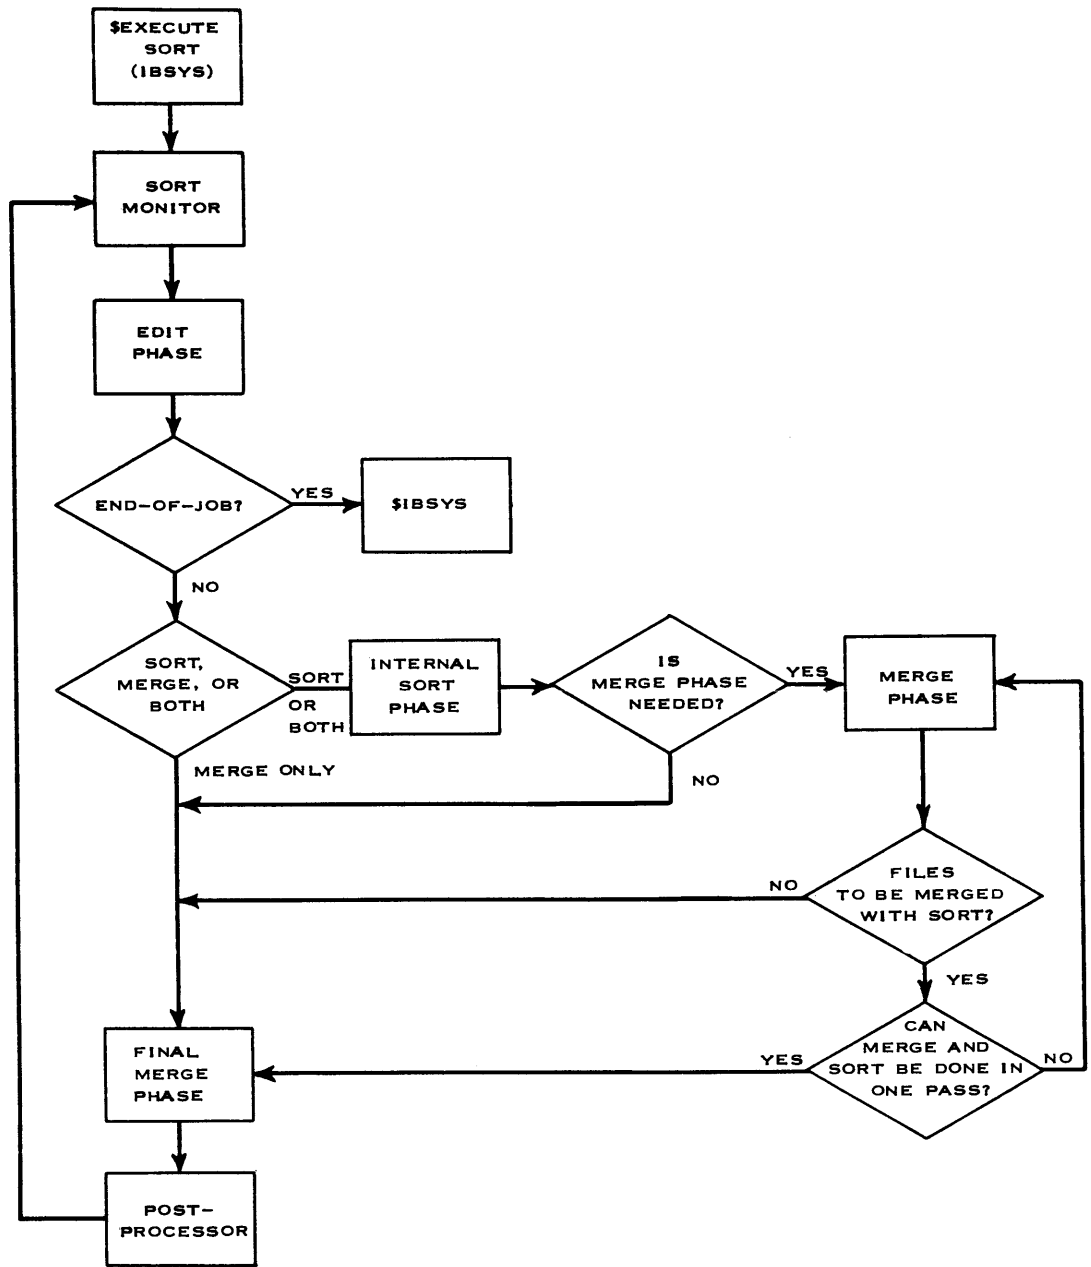 $EXECUTE
SORT
(IBSYS)
SORT
MONITOR
EDIT
PHASE
END-OF-JOB?
YES
$IBSYS
NO
SORT,
MERGE, OR
BOTH
SORT
OR
BOTH
INTERNAL
SORT
PHASE
IS
MERGE PHASE
NEEDED?
YES
MERGE
PHASE
MERGE ONLY
NO
FILES
TO BE MERGED
WITH SORT?
NO
YES
CAN
MERGE AND
SORT BE DONE IN
ONE PASS?
YES
NO
FINAL
MERGE
PHASE
POST-
PROCESSOR